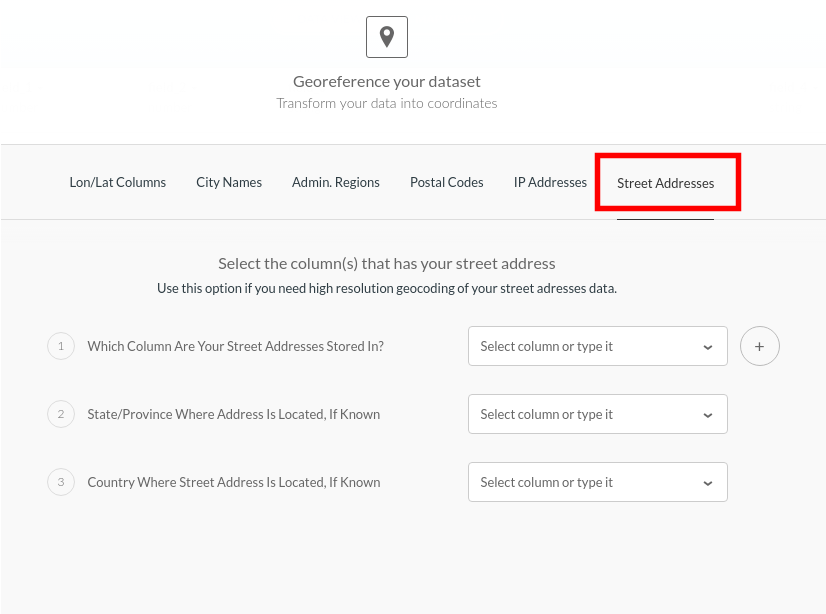 Georeference your dataset
Transform your data into coordinates
Lon/Lat Columns City Names Admin. Regions Postal Codes IP Addresses Street Addresses
Select the column(s) that has your street address
Use this option if you need high resolution geocoding of your street adresses data.
1 Which Column Are Your Street Addresses Stored In? Select column or type it +
2 State/Province Where Address Is Located, If Known Select column or type it
3 Country Where Street Address Is Located, If Known Select column or type it